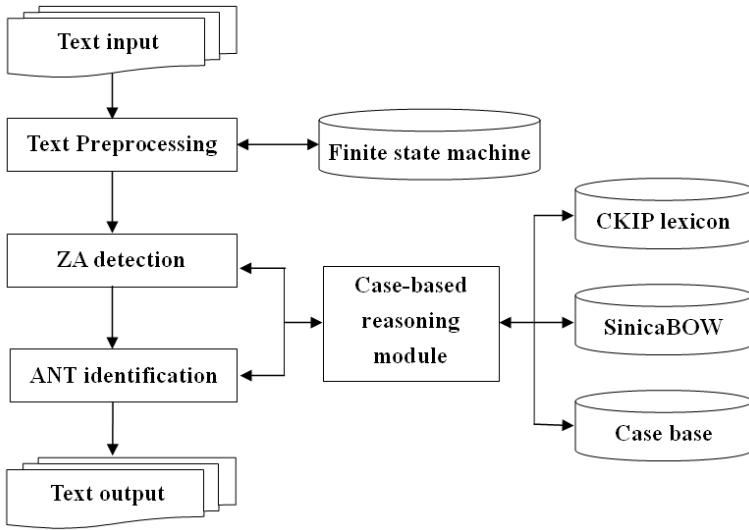 Text input
Text Preprocessing
Finite state machine
CKIP lexicon
ZA detection
Case-based
reasoning
module
SinicaBOW
ANT identification
Case base
Text output